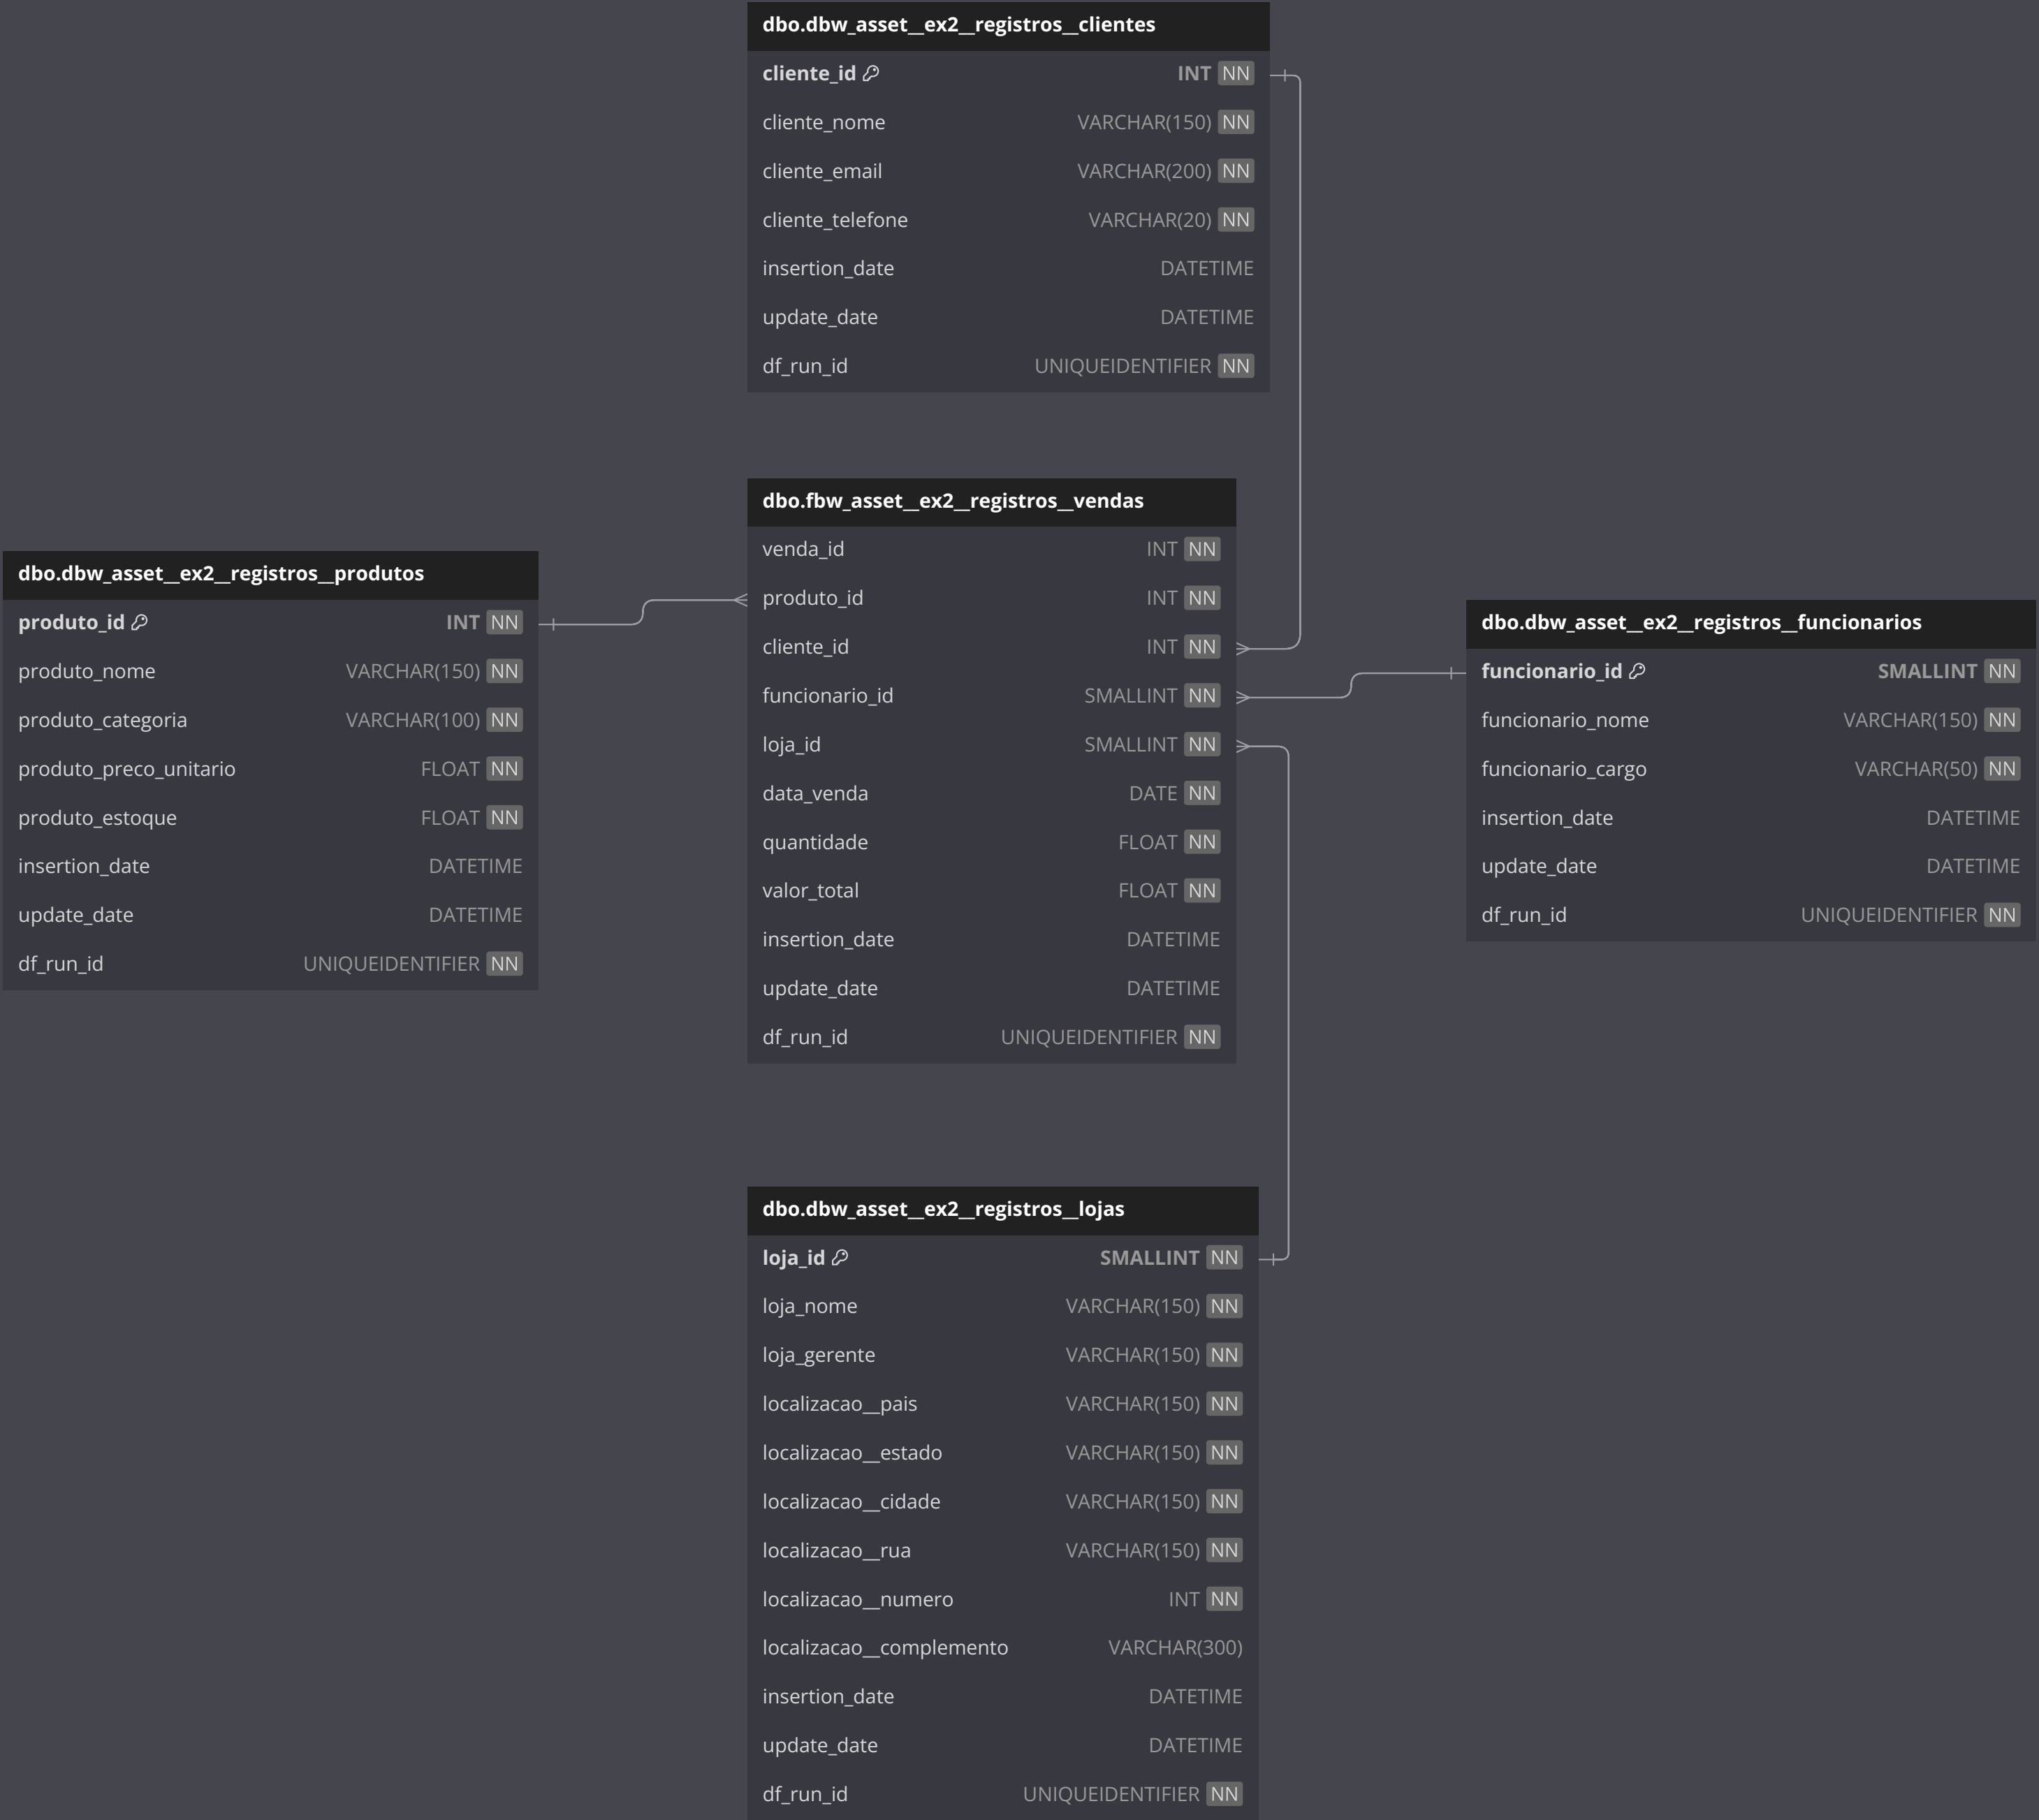 dbo.dbw_asset__ex2__registros__clientes
cliente_id INT NN
cliente_nome VARCHAR(150) NN
cliente_email VARCHAR(200) NN
cliente_telefone VARCHAR(20) NN
insertion_date DATETIME
update_date DATETIME
df_run_id UNIQUEIDENTIFIER NN
dbo.dbw_asset__ex2__registros__produtos
produto_id INT NN
produto_nome VARCHAR(150) NN
produto_categoria VARCHAR(100) NN
produto_preco_unitario FLOAT NN
produto_estoque FLOAT NN
insertion_date DATETIME
update_date DATETIME
df_run_id UNIQUEIDENTIFIER NN
dbo.fbw_asset__ex2__registros__vendas
venda_id INT NN
produto_id INT NN
cliente_id INT NN
funcionario_id SMALLINT NN
loja_id SMALLINT NN
data_venda DATE NN
quantidade FLOAT NN
valor_total FLOAT NN
insertion_date DATETIME
update_date DATETIME
df_run_id UNIQUEIDENTIFIER NN
dbo.dbw_asset__ex2__registros__funcionarios
funcionario_id SMALLINT NN
funcionario_nome VARCHAR(150) NN
funcionario_cargo VARCHAR(50) NN
insertion_date DATETIME
update_date DATETIME
df_run_id UNIQUEIDENTIFIER NN
dbo.dbw_asset__ex2__registros__lojas
loja_id SMALLINT NN
loja_nome VARCHAR(150) NN
loja_gerente VARCHAR(150) NN
localizacao__pais VARCHAR(150) NN
localizacao__estado VARCHAR(150) NN
localizacao__cidade VARCHAR(150) NN
localizacao__rua VARCHAR(150) NN
localizacao__numero INT NN
localizacao__complemento VARCHAR(300)
insertion_date DATETIME
update_date DATETIME
df_run_id UNIQUEIDENTIFIER NN